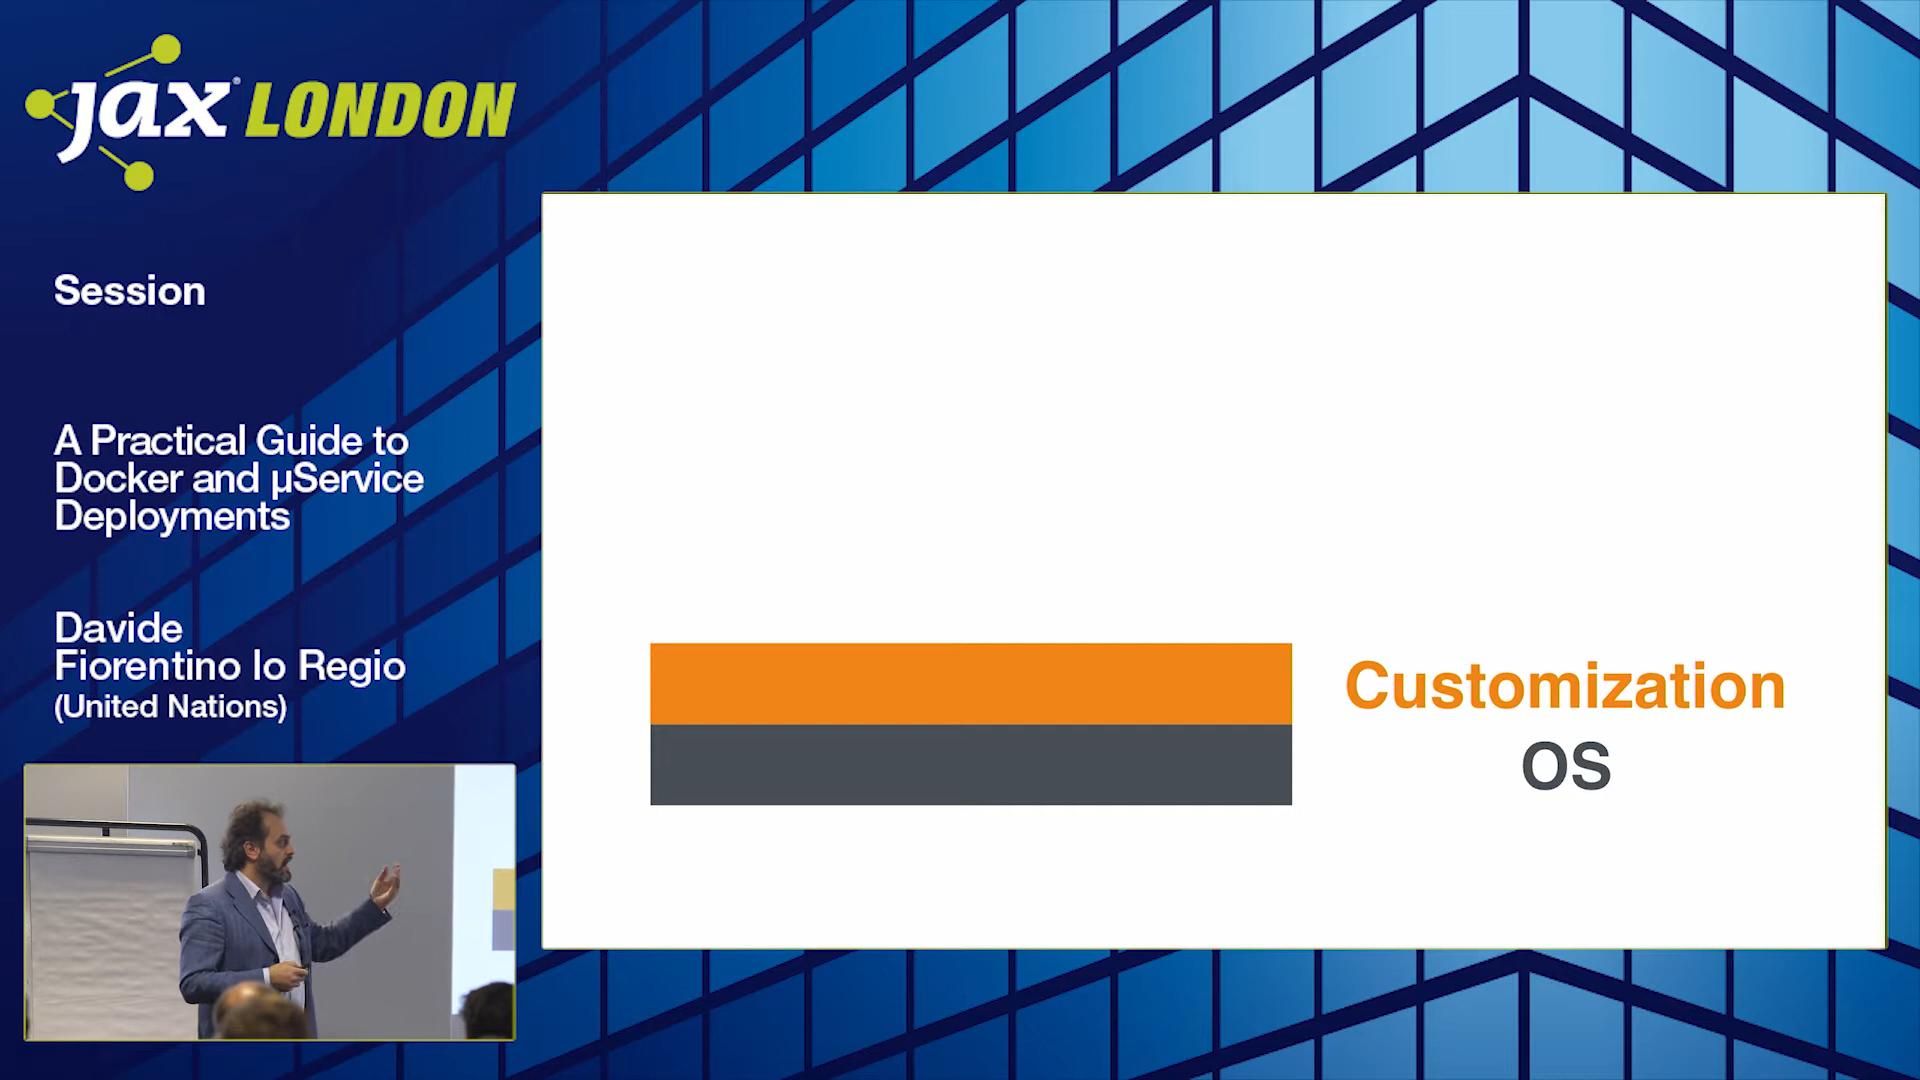 jax® LONDON
Session
A Practical Guide to
Docker and µService
Deployments
Davide
Fiorentino lo Regio
(United Nations)
Customization
OS